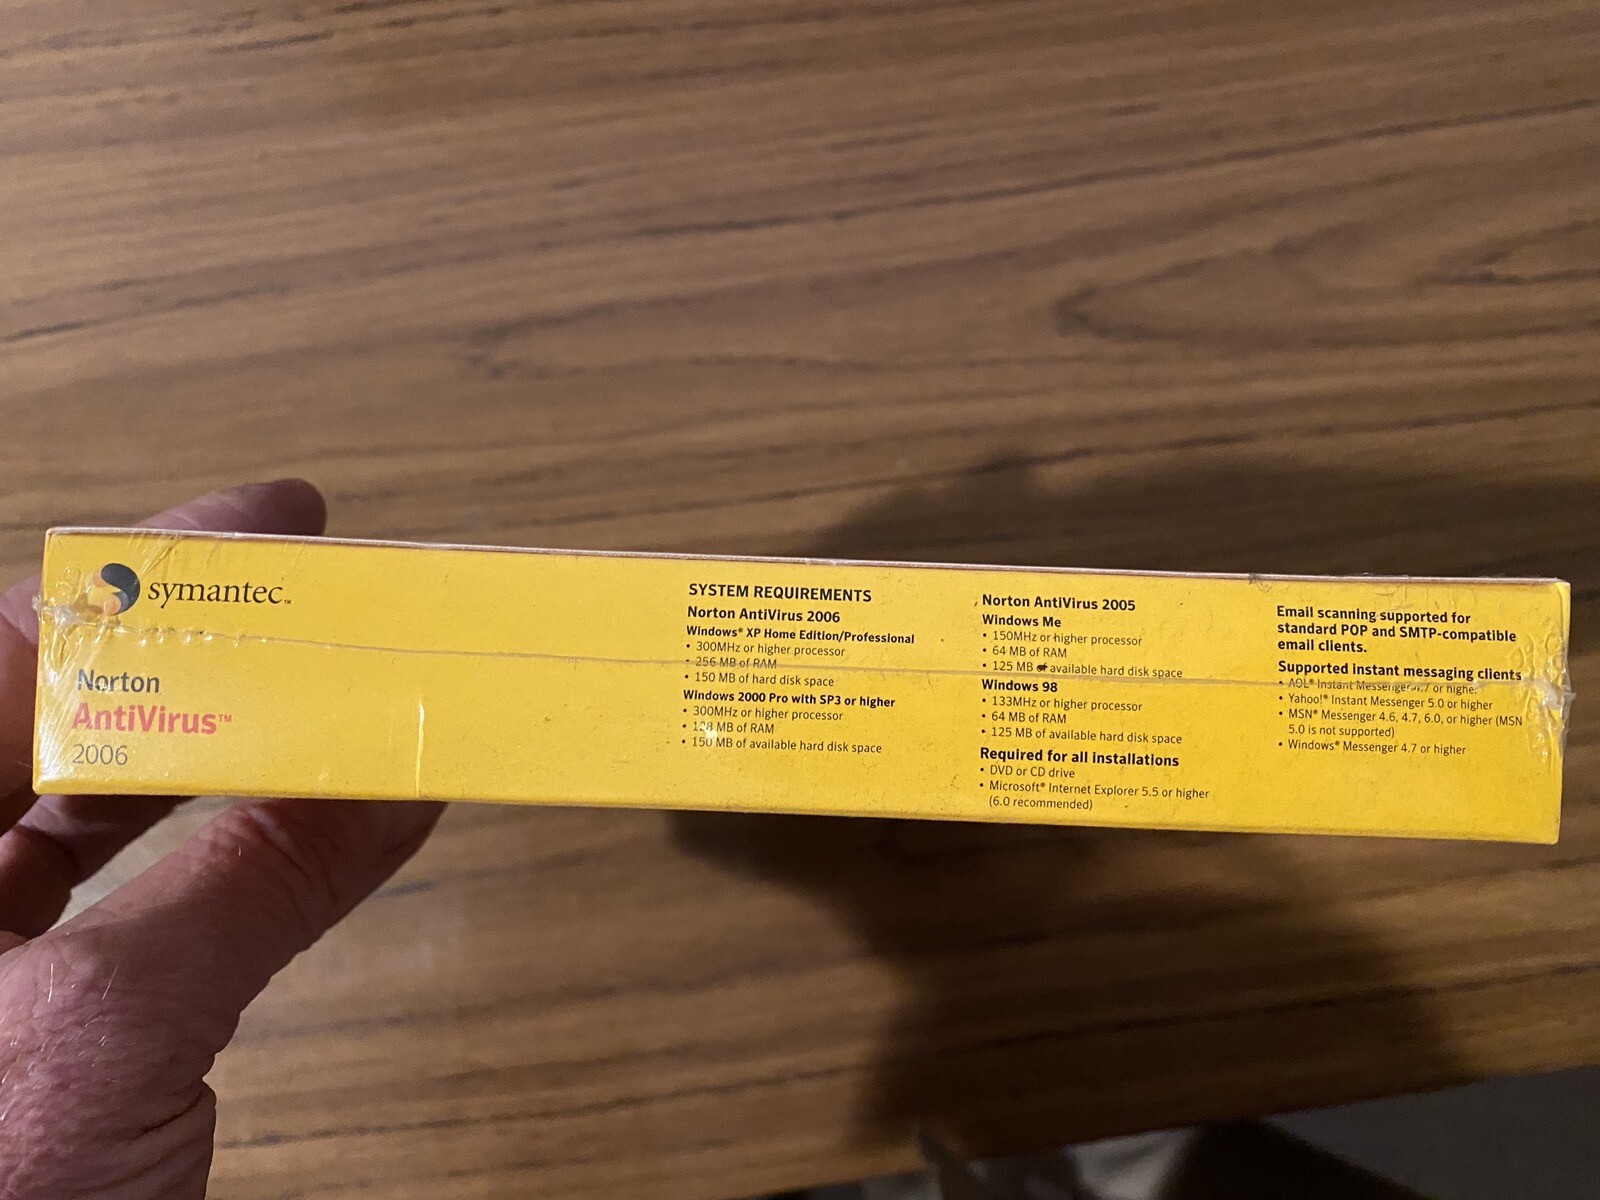 symantec™
Norton
AntiVirus™
2006
SYSTEM REQUIREMENTS
Norton AntiVirus 2006
Windows® XP Home Edition/Professional
• 300MHz or higher processor
• 256 MB of RAM
• 150 MB of hard disk space
Windows 2000 Pro with SP3 or higher
• 300MHz or higher processor
• 128 MB of RAM
• 150 MB of available hard disk space
Norton AntiVirus 2005
Windows Me
• 150MHz or higher processor
• 64 MB of RAM
• 125 MB of available hard disk space
Windows 98
• 133MHz or higher processor
• 64 MB of RAM
• 125 MB of available hard disk space
Required for all installations
• DVD or CD drive
• Microsoft® Internet Explorer 5.5 or higher
(6.0 recommended)
Email scanning supported for
standard POP and SMTP-compatible
email clients.
Supported instant messaging clients
• AOL® Instant Messenger or higher
• Yahoo!® Instant Messenger 5.0 or higher
• MSN® Messenger 4.6, 4.7, 6.0, or higher (MSN
5.0 is not supported)
• Windows® Messenger 4.7 or higher